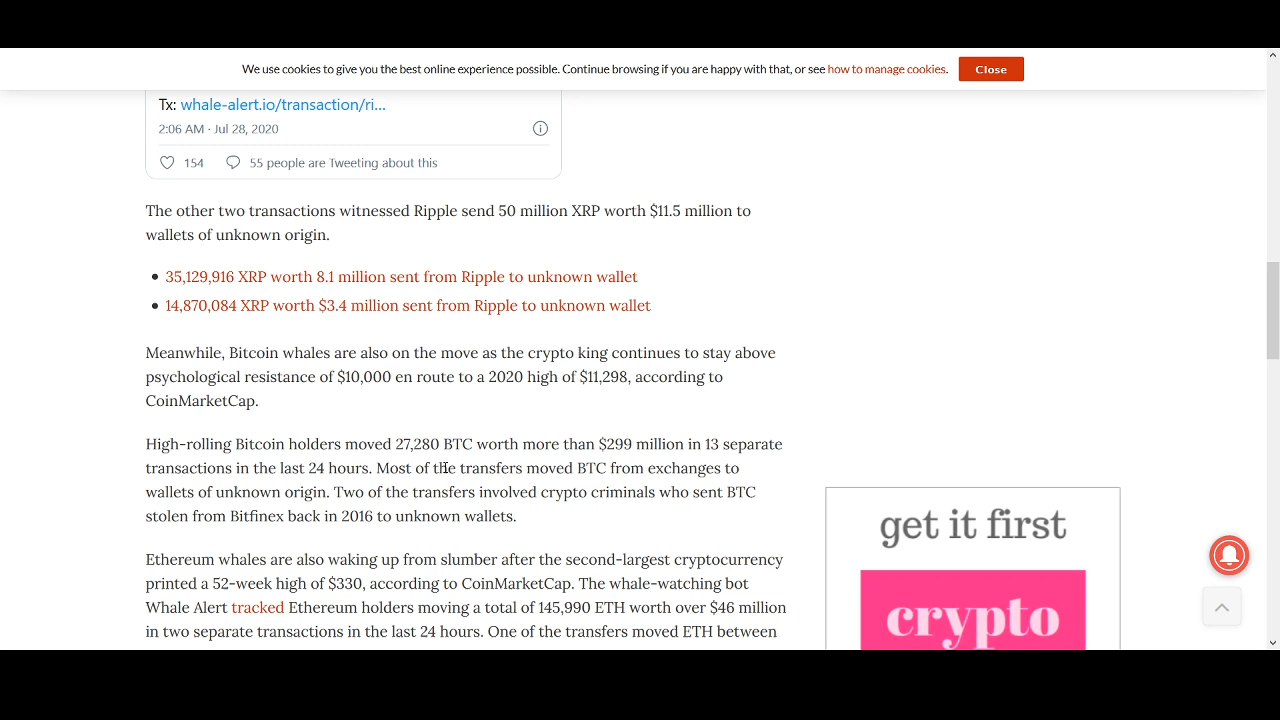 We use cookies to give you the best online experience possible. Continue browsing if you are happy with that, or see how to manage cookies.
Close
Tx: whale-alert.io/transaction/ri...
2:06 AM · Jul 28, 2020
154 55 people are Tweeting about this
The other two transactions witnessed Ripple send 50 million XRP worth $11.5 million to
wallets of unknown origin.
35,129,916 XRP worth 8.1 million sent from Ripple to unknown wallet
14,870,084 XRP worth $3.4 million sent from Ripple to unknown wallet
Meanwhile, Bitcoin whales are also on the move as the crypto king continues to stay above
psychological resistance of $10,000 en route to a 2020 high of $11,298, according to
CoinMarketCap.
High-rolling Bitcoin holders moved 27,280 BTC worth more than $299 million in 13 separate
transactions in the last 24 hours. Most of the transfers moved BTC from exchanges to
wallets of unknown origin. Two of the transfers involved crypto criminals who sent BTC
stolen from Bitfinex back in 2016 to unknown wallets.
Ethereum whales are also waking up from slumber after the second-largest cryptocurrency
printed a 52-week high of $330, according to CoinMarketCap. The whale-watching bot
Whale Alert tracked Ethereum holders moving a total of 145,990 ETH worth over $46 million
in two separate transactions in the last 24 hours. One of the transfers moved ETH between
get it first
crypto